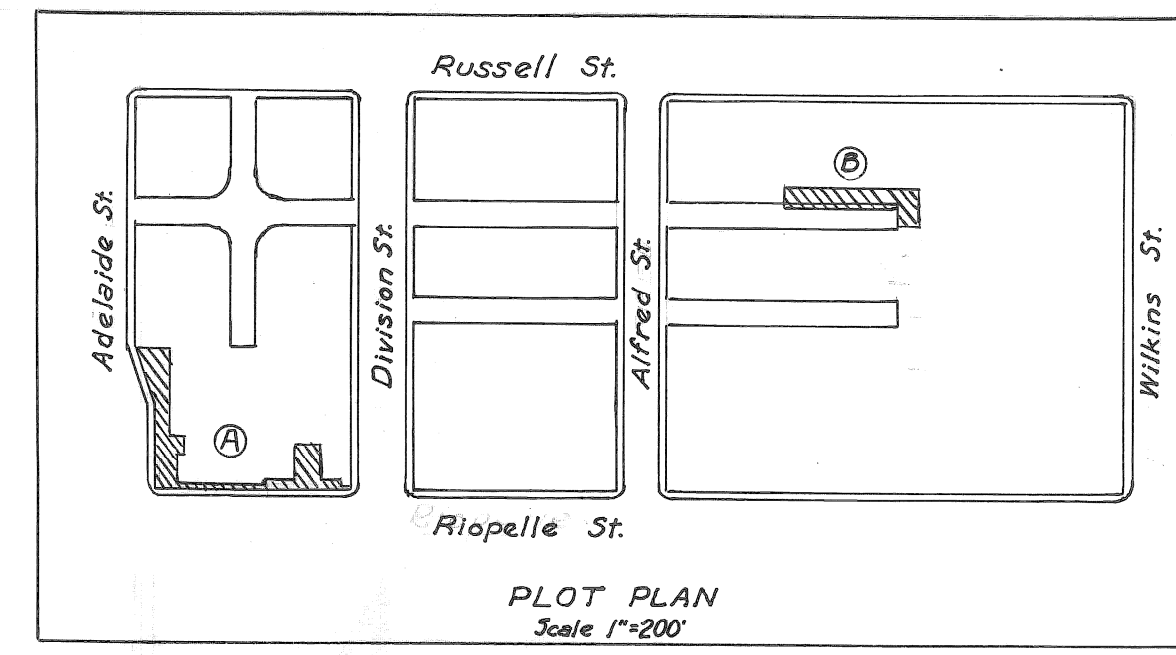 Russell St.
B
Adelaide St.
Division St.
Alfred St.
Wilkins St.
A
Riopelle St.
PLOT PLAN
Scale 1"=200'